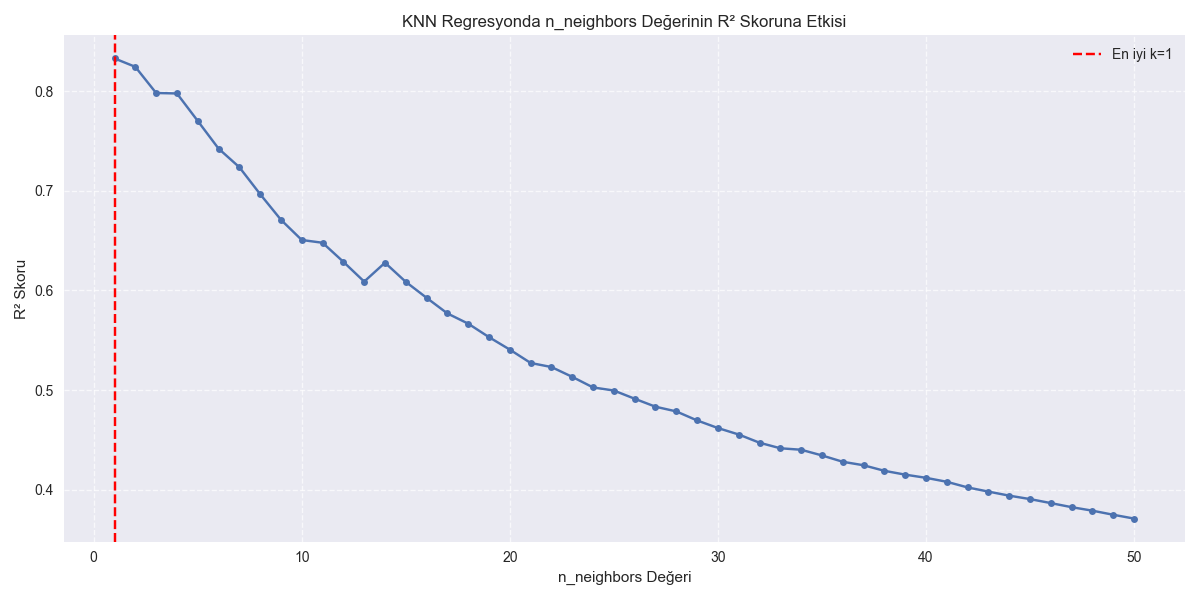 KNN Regresyonda n_neighbors Değerinin R² Skoruna Etkisi
En iyi k=1
R² Skoru
0.8
0.7
0.6
0.5
0.4
0 10 20 30 40 50
n_neighbors Değeri